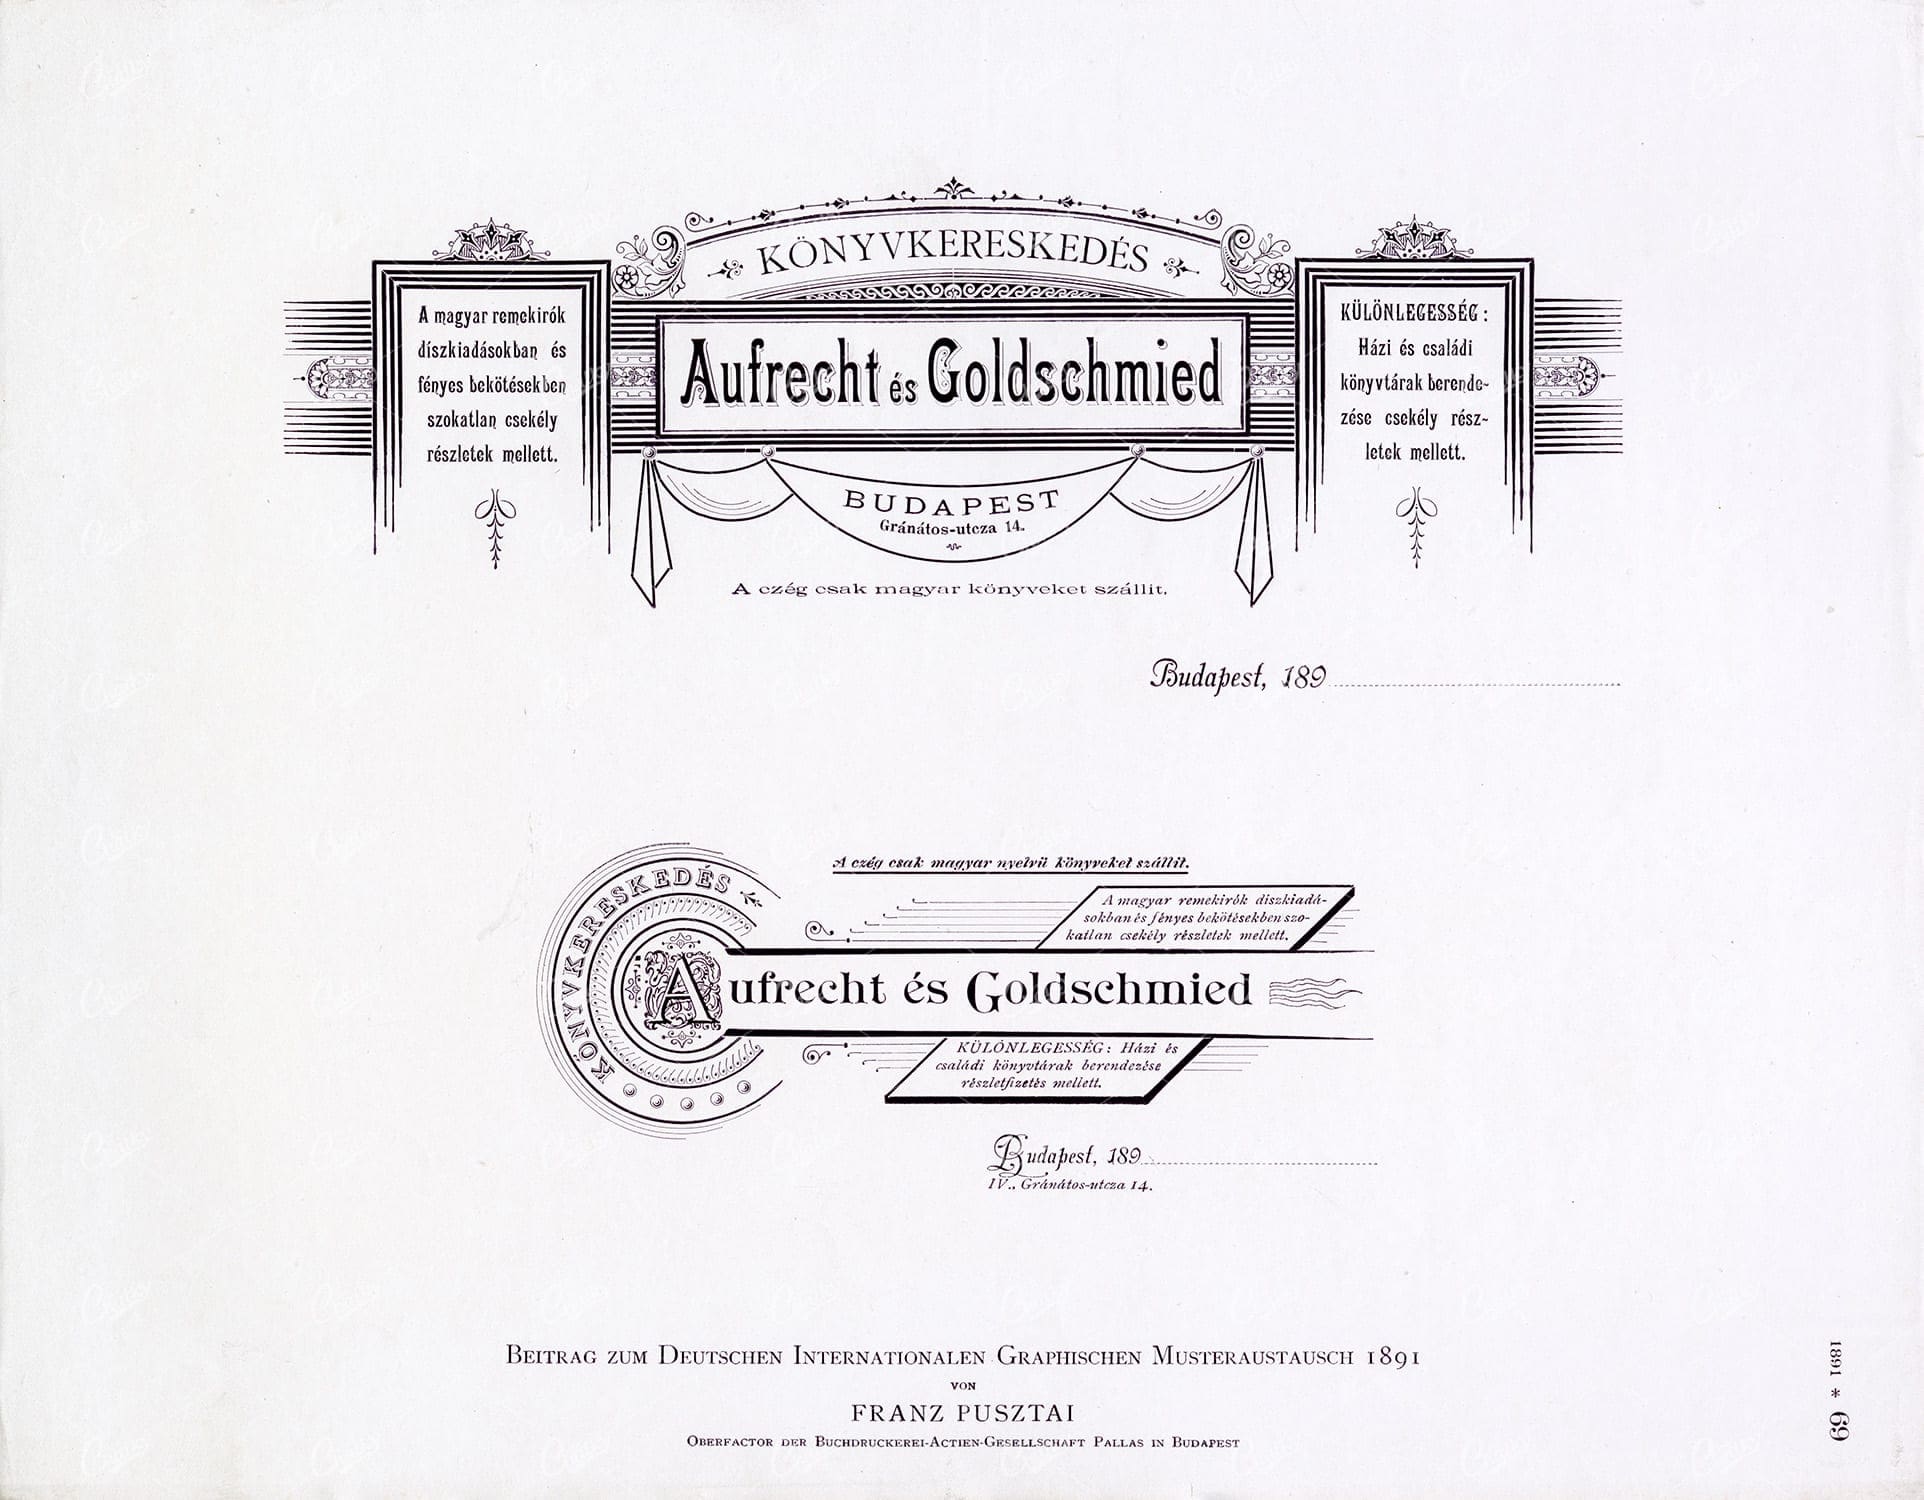 KÖNYVKERESKEDÉS
A magyar remekirók
díszkiadásokban és
fényes bekötésekben
szokatlan csekély
részletek mellett.
Aufrecht és Goldschmied
KÜLÖNLEGESSÉG:
Házi és családi
könyvtárak berende-
zése csekély rész-
letek mellett.
BUDAPEST
Gránátos-utcza 14.
A czég csak magyar könyveket szállit.
Budapest, 189
A czég csak magyar nyelvü könyveket szállit.
KÖNYVKERESKEDÉS
A magyar remekirók diszkiadá-
sokban és fényes bekötésekben szo-
katlan csekély részletek mellett.
Aufrecht és Goldschmied
KÜLÖNLEGESSÉG: Házi és
családi könyvtárak berendezése
részletfizetés mellett.
Budapest, 189
IV., Gránátos-utcza 14.
BEITRAG ZUM DEUTSCHEN INTERNATIONALEN GRAPHISCHEN MUSTERAUSTAUSCH 1891
VON
FRANZ PUSZTAI
OBERFACTOR DER BUCHDRUCKEREI-ACTIEN-GESELLSCHAFT PALLAS IN BUDAPEST
1891 * 69